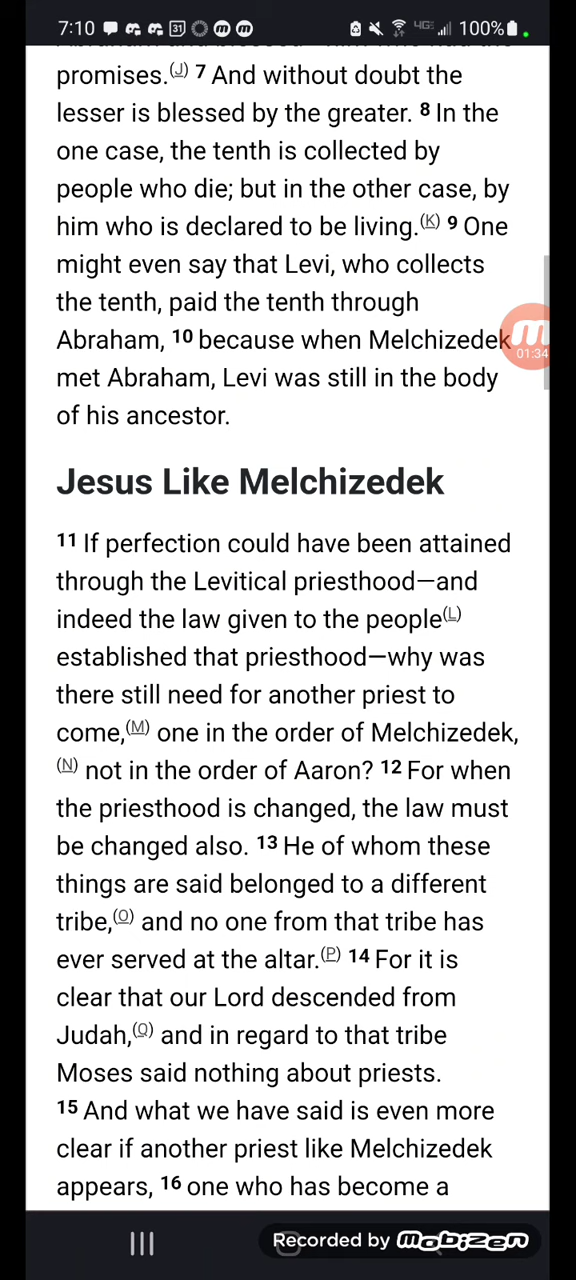 7:10
31
4GE
100%
promises.(J) 7 And without doubt the
lesser is blessed by the greater. 8 In the
one case, the tenth is collected by
people who die; but in the other case, by
him who is declared to be living.(K) 9 One
might even say that Levi, who collects
the tenth, paid the tenth through
Abraham, 10 because when Melchizedek
01:34
met Abraham, Levi was still in the body
of his ancestor.
Jesus Like Melchizedek
11 If perfection could have been attained
through the Levitical priesthood—and
indeed the law given to the people(L)
established that priesthood—why was
there still need for another priest to
come,(M) one in the order of Melchizedek,
(N) not in the order of Aaron? 12 For when
the priesthood is changed, the law must
be changed also. 13 He of whom these
things are said belonged to a different
tribe,(O) and no one from that tribe has
ever served at the altar.(P) 14 For it is
clear that our Lord descended from
Judah,(Q) and in regard to that tribe
Moses said nothing about priests.
15 And what we have said is even more
clear if another priest like Melchizedek
appears, 16 one who has become a
Recorded by mobizen